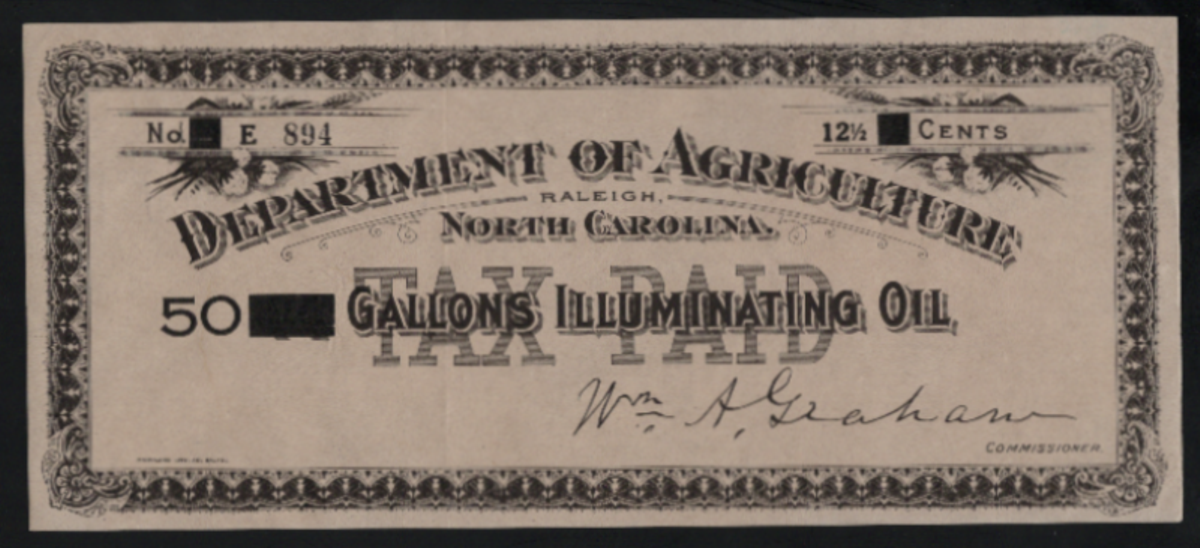 No. E 894
12½ CENTS
DEPARTMENT OF AGRICULTURE
RALEIGH,
NORTH CAROLINA.
TAX PAID
50 GALLONS ILLUMINATING OIL,
Wm. A. Graham
COMMISSIONER.